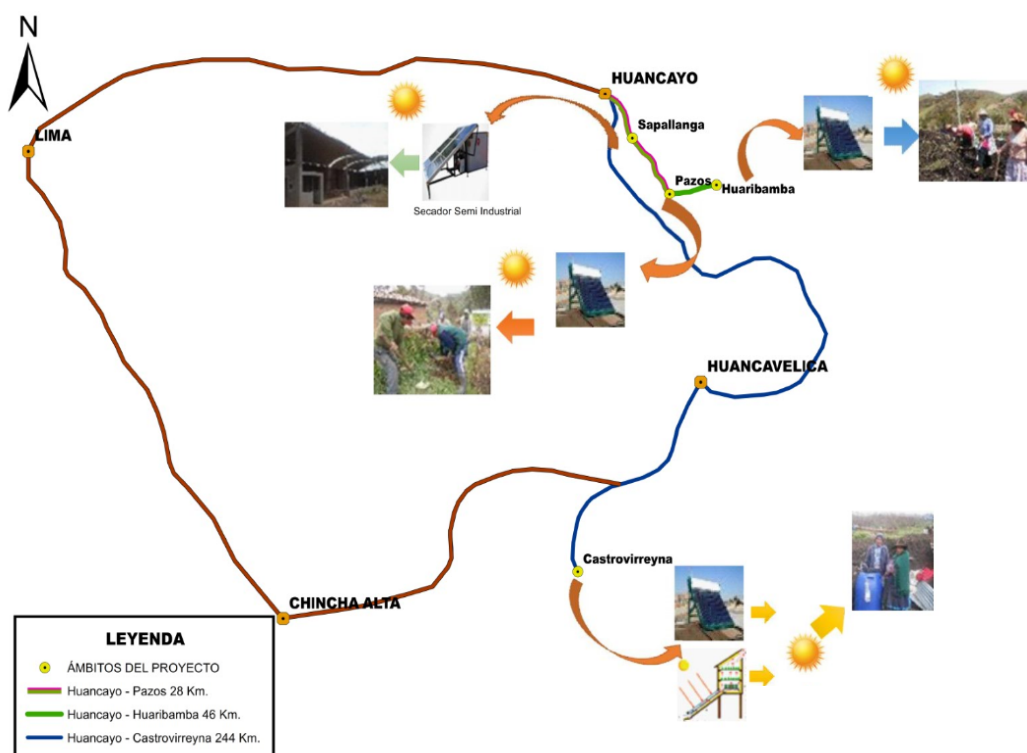 N
HUANCAYO
LIMA
Sapallanga
Pazos
Huaribamba
Secador Semi Industrial
HUANCAVELICA
Castrovirreyna
CHINCHA ALTA
LEYENDA
ÁMBITOS DEL PROYECTO
Huancayo - Pazos 28 Km.
Huancayo - Huaribamba 46 Km.
Huancayo - Castrovirreyna 244 Km.